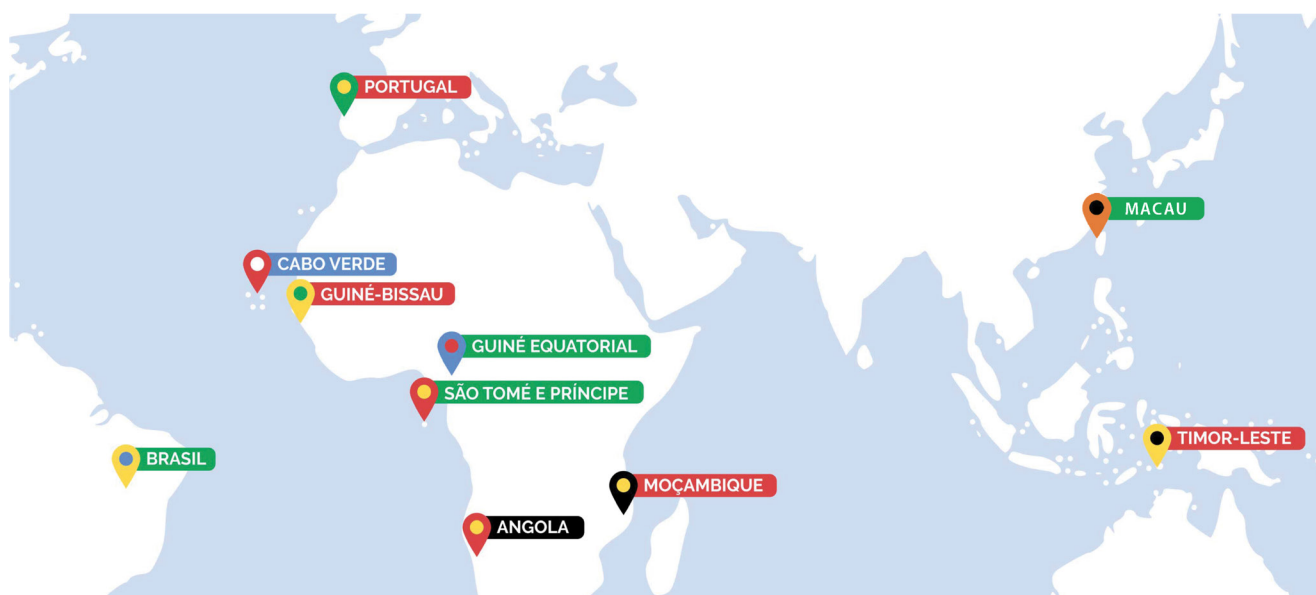 PORTUGAL
MACAU
CABO VERDE
GUINÉ-BISSAU
GUINÉ EQUATORIAL
SÃO TOMÉ E PRÍNCIPE
TIMOR-LESTE
BRASIL
MOÇAMBIQUE
ANGOLA